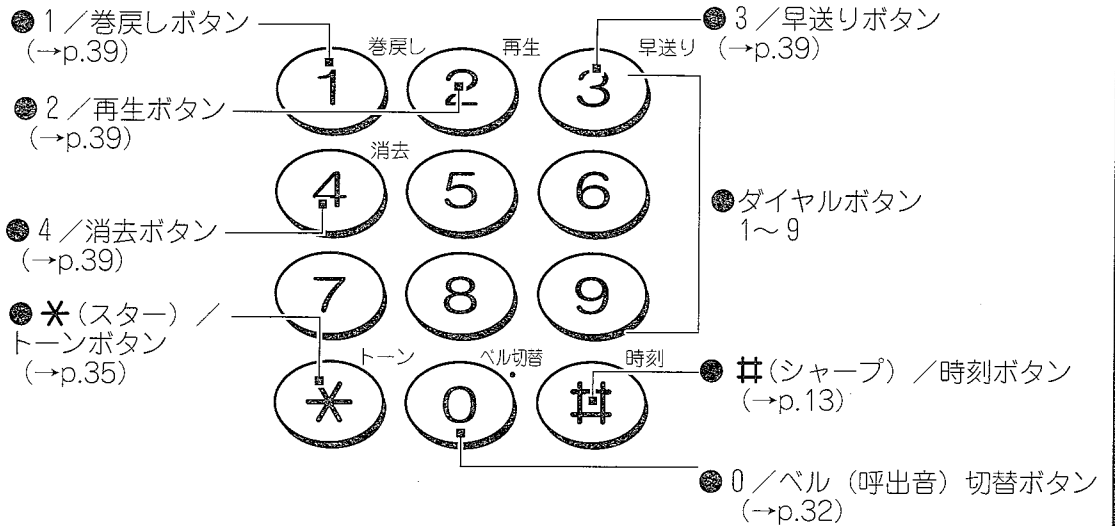 ●1／巻戻しボタン
(→p.39)
●2／再生ボタン
(→p.39)
●4／消去ボタン
(→p.39)
●＊(スター)／
トーンボタン
(→p.35)
巻戻し 再生 早送り
1 2 3
消去
4 5 6
7 8 9
トーン ベル切替 時刻
＊ 0 ♯
●3／早送りボタン
(→p.39)
●ダイヤルボタン
1～9
●♯(シャープ)／時刻ボタン
(→p.13)
●0／ベル(呼出音)切替ボタン
(→p.32)